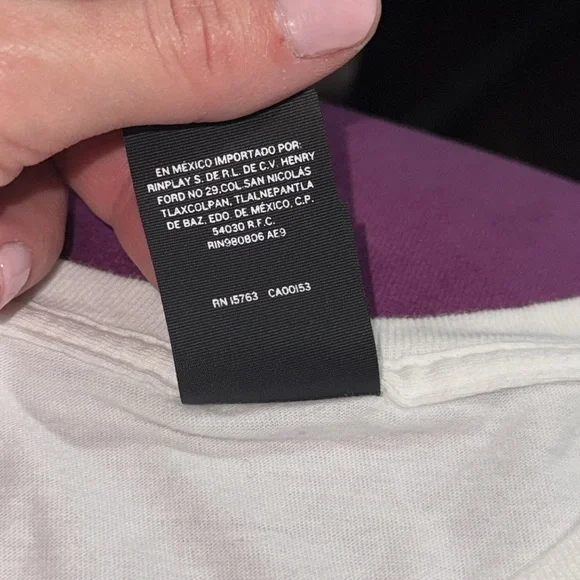 EN MÉXICO IMPORTADO POR:
RINPLAY S. DE R.L. DE C.V. HENRY
FORD NO 29.COL.SAN NICOLÁS
TLAXCOLPAN, TLALNEPANTLA
DE BAZ, EDO. DE MÉXICO, C.P.
54030 R.F.C.
RIN980806 AE9
RN 15763 CA00153